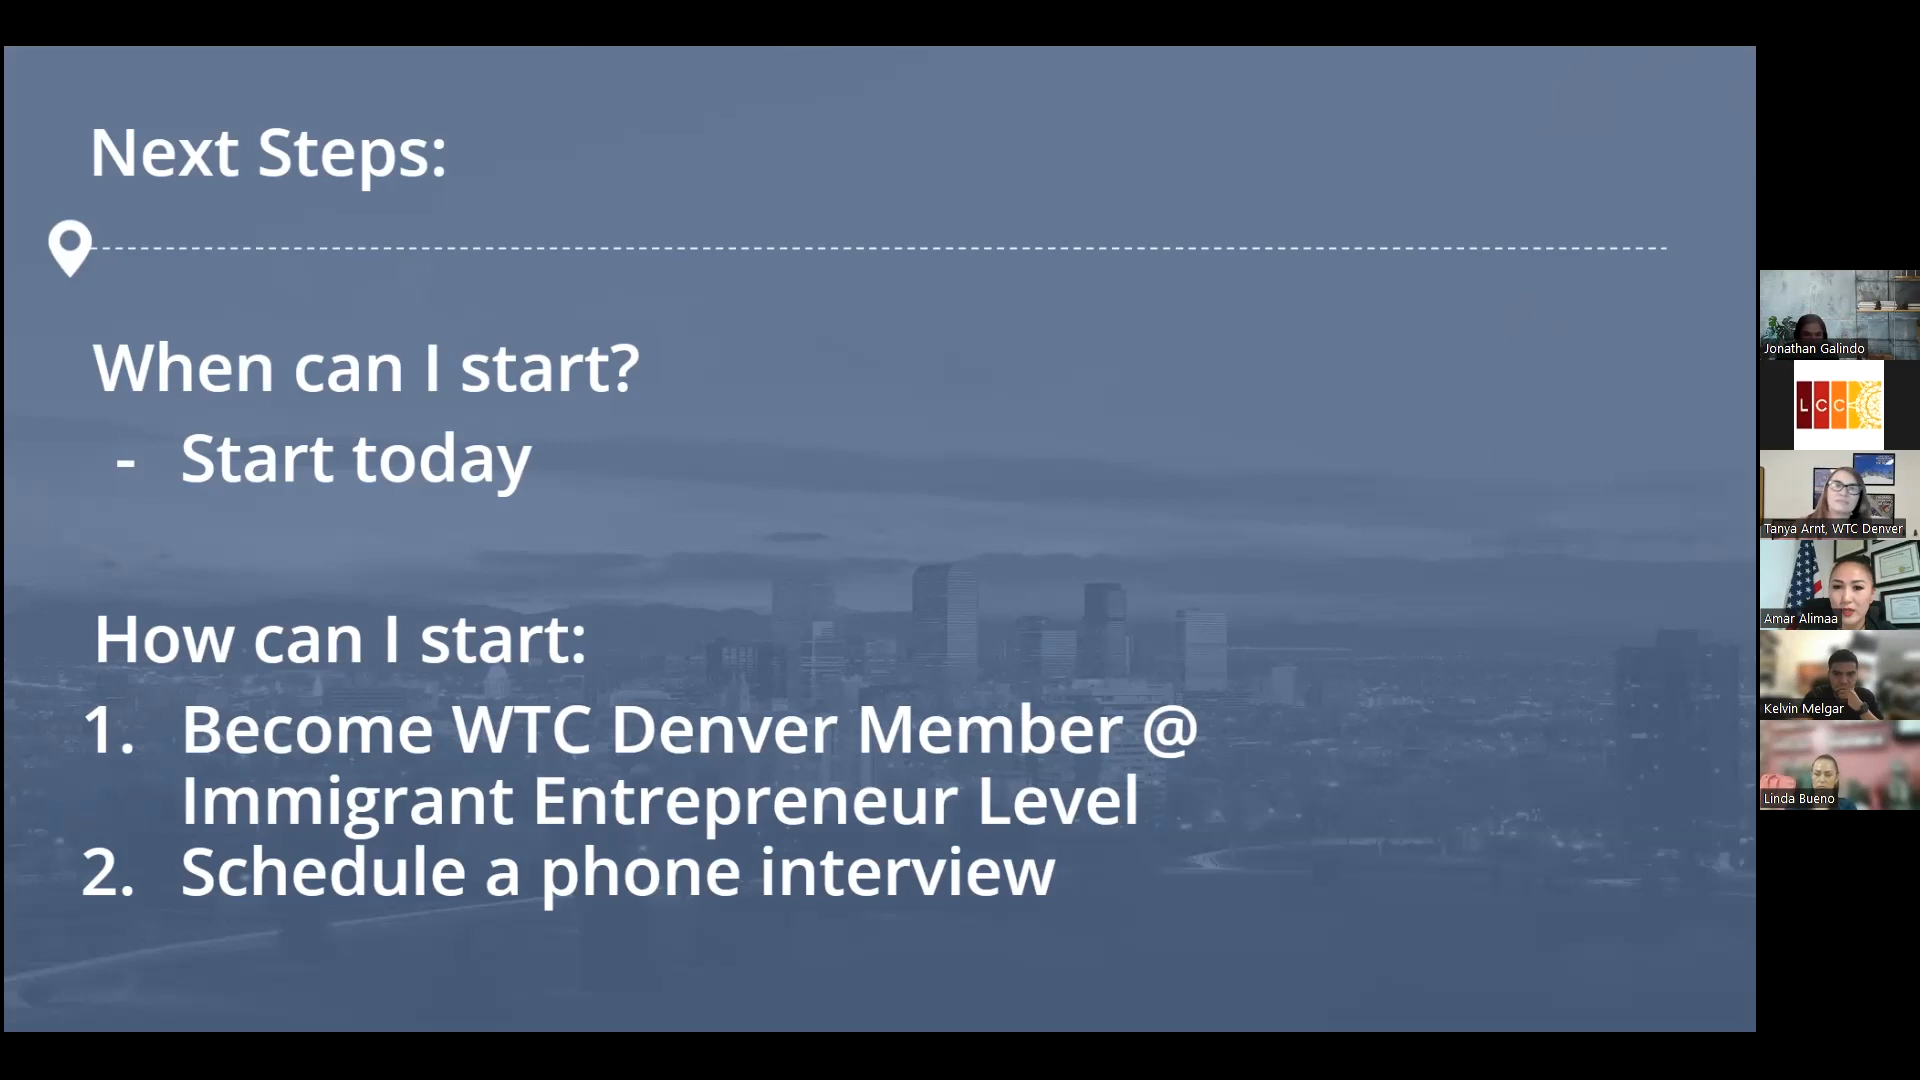 Next Steps:
When can I start?
- Start today
How can I start:
1. Become WTC Denver Member @
Immigrant Entrepreneur Level
2. Schedule a phone interview
Jonathan Galindo
LCC
Tanya Arnt, WTC Denver
Amar Alimaa
Kelvin Melgar
Linda Bueno